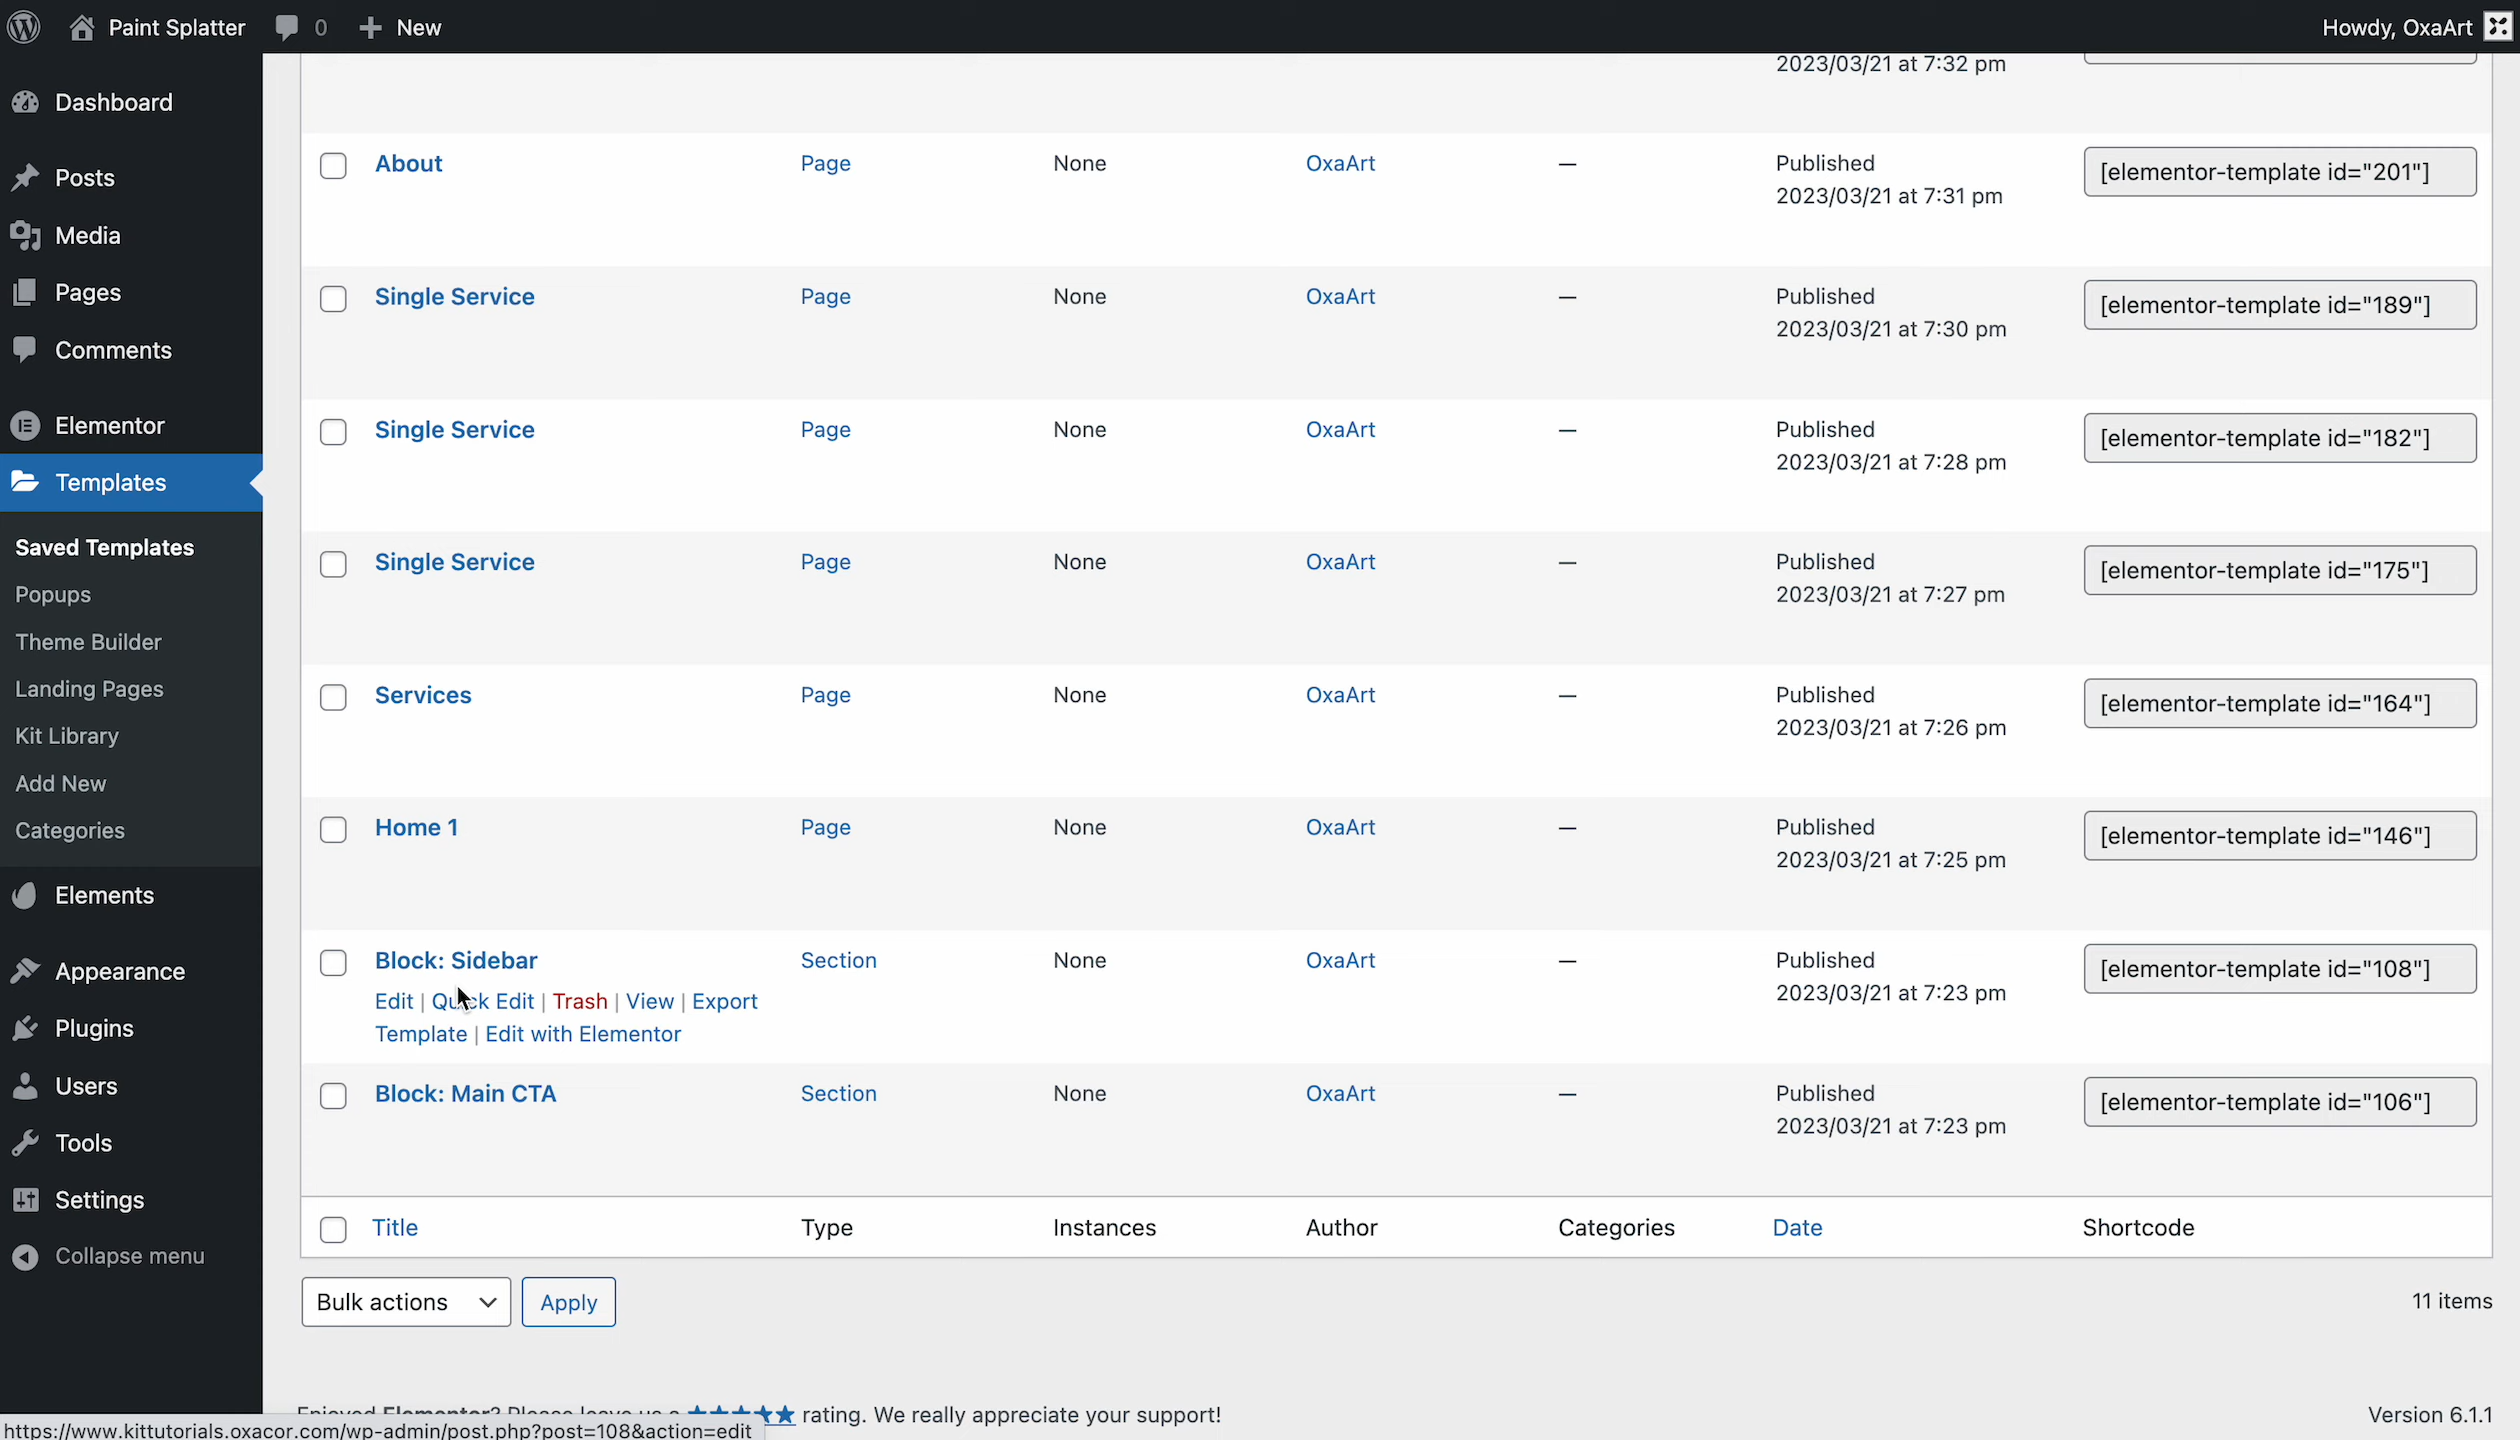 Paint Splatter 0 New Howdy, OxaArt
Dashboard
Posts
Media
Pages
Comments
Elementor
Templates
Saved Templates
Popups
Theme Builder
Landing Pages
Kit Library
Add New
Categories
Elements
Appearance
Plugins
Users
Tools
Settings
Collapse menu
2023/03/21 at 7:32 pm
About Page None OxaArt — Published [elementor-template id="201"]
2023/03/21 at 7:31 pm
Single Service Page None OxaArt — Published [elementor-template id="189"]
2023/03/21 at 7:30 pm
Single Service Page None OxaArt — Published [elementor-template id="182"]
2023/03/21 at 7:28 pm
Single Service Page None OxaArt — Published [elementor-template id="175"]
2023/03/21 at 7:27 pm
Services Page None OxaArt — Published [elementor-template id="164"]
2023/03/21 at 7:26 pm
Home 1 Page None OxaArt — Published [elementor-template id="146"]
2023/03/21 at 7:25 pm
Block: Sidebar Section None OxaArt — Published [elementor-template id="108"]
2023/03/21 at 7:23 pm
Edit | Quick Edit | Trash | View | Export
Template | Edit with Elementor
Block: Main CTA Section None OxaArt — Published [elementor-template id="106"]
2023/03/21 at 7:23 pm
Title Type Instances Author Categories Date Shortcode
Bulk actions Apply 11 items
Enjoyed Elementor? Please leave us a ★★★★★ rating. We really appreciate your support! Version 6.1.1
https://www.kittutorials.oxacor.com/wp-admin/post.php?post=108&action=edit